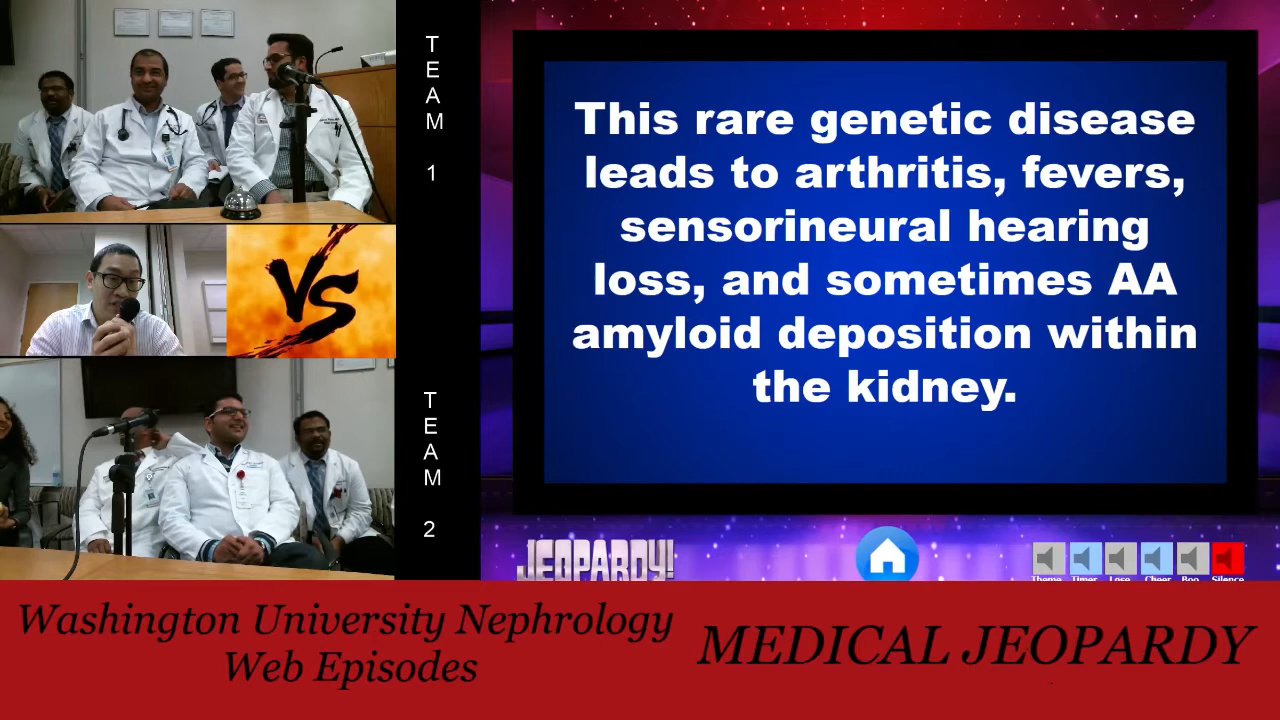 TEAM 1
VS
TEAM 2
This rare genetic disease
leads to arthritis, fevers,
sensorineural hearing
loss, and sometimes AA
amyloid deposition within
the kidney.
JEOPARDY!
Theme Timer Lose Cheer Boo Silence
Washington University Nephrology
Web Episodes
MEDICAL JEOPARDY